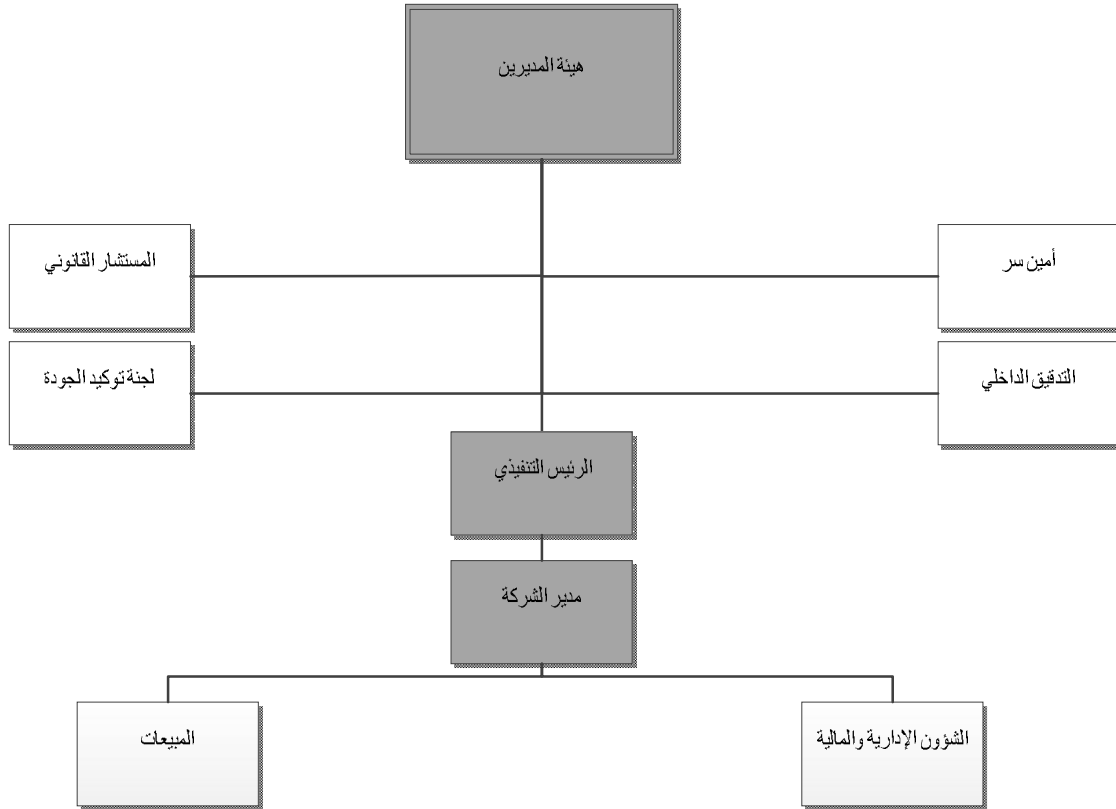 هيئة المديرين
أمين سر
المستشار القانوني
التدقيق الداخلي
لجنة توكيد الجودة
الرئيس التنفيذي
مدير الشركة
الشؤون الإدارية والمالية
المبيعات